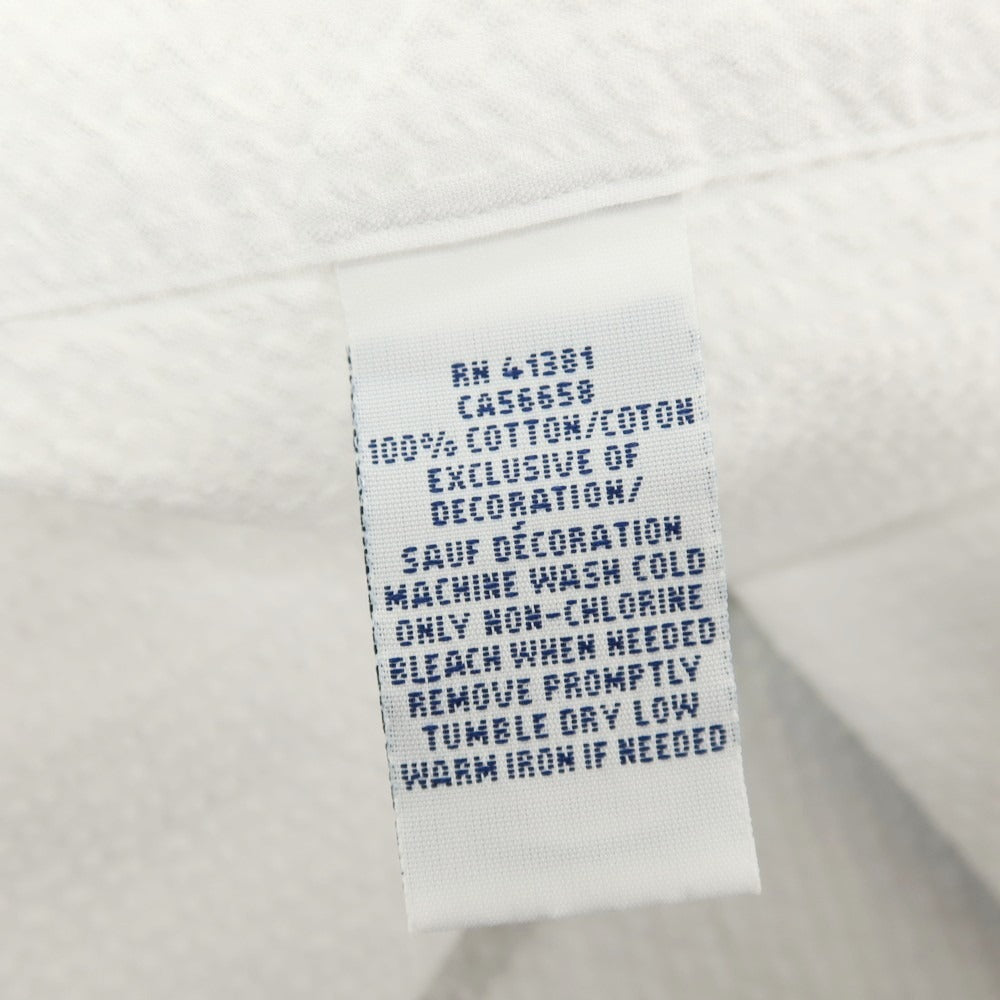 RN 41381
CA56658
100% COTTON/COTON
EXCLUSIVE OF
DECORATION/
SAUF DÉCORATION
MACHINE WASH COLD
ONLY NON-CHLORINE
BLEACH WHEN NEEDED
REMOVE PROMPTLY
TUMBLE DRY LOW
WARM IRON IF NEEDED